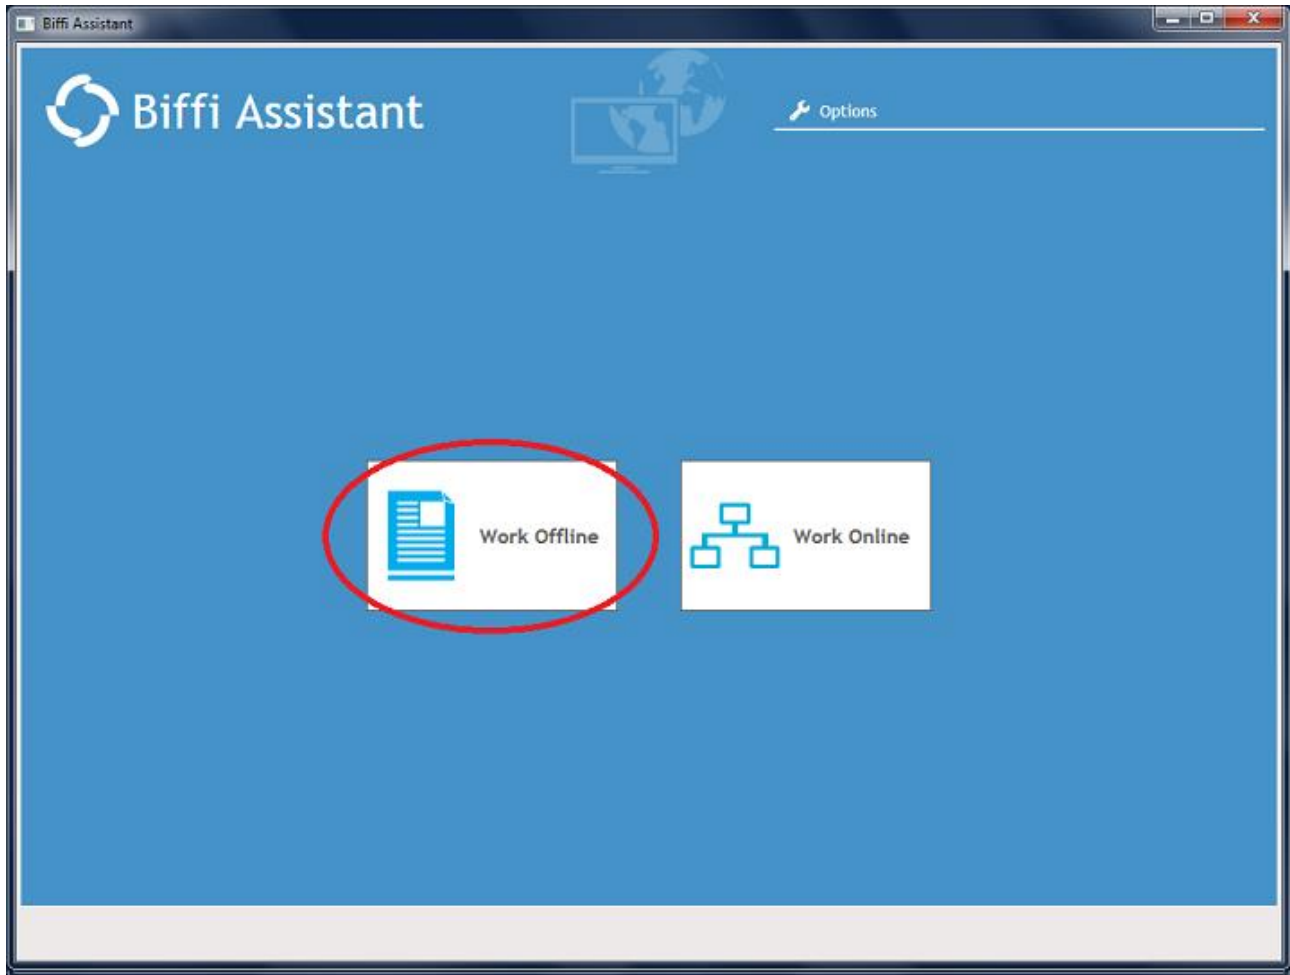 Biffi Assistant
Biffi Assistant
Options
Work Offline
Work Online